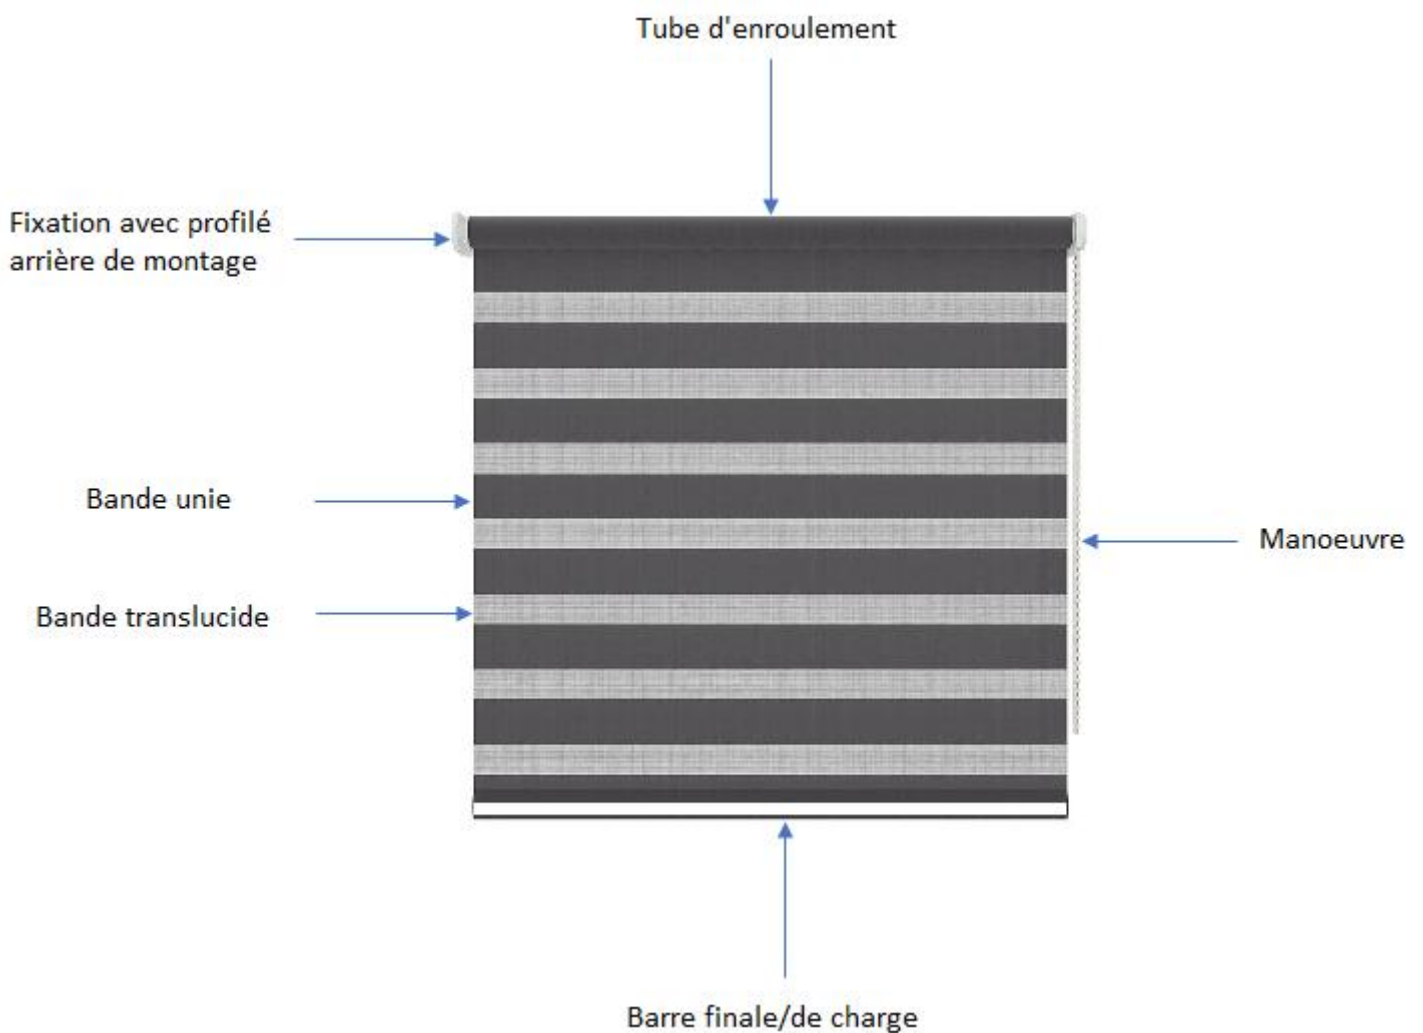 Tube d'enroulement
Fixation avec profilé
arrière de montage
Bande unie
Manoeuvre
Bande translucide
Barre finale/de charge